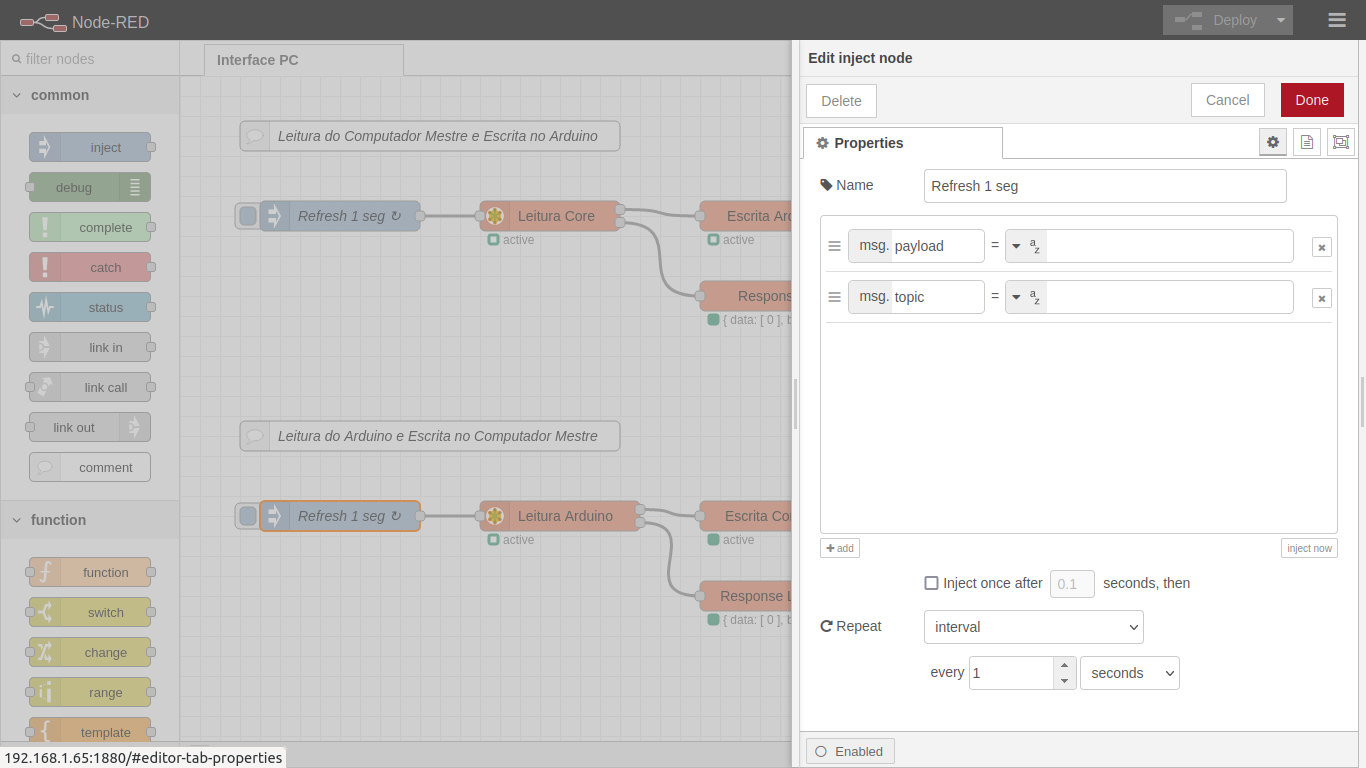 Node-RED
Deploy
filter nodes
common
inject
debug
complete
catch
status
link in
link call
link out
comment
function
function
switch
change
range
template
Interface PC
Leitura do Computador Mestre e Escrita no Arduino
Refresh 1 seg ↻
Leitura Core
active
Escrita Ard
active
Respons
{ data: [ 0 ], b
Leitura do Arduino e Escrita no Computador Mestre
Refresh 1 seg ↻
Leitura Arduino
active
Escrita Co
active
Response L
{ data: [ 0 ], b
Edit inject node
Delete
Cancel
Done
Properties
Name
Refresh 1 seg
msg. payload = az
msg. topic = az
add
inject now
Inject once after 0.1 seconds, then
Repeat
interval
every 1 seconds
Enabled
192.168.1.65:1880/#editor-tab-properties